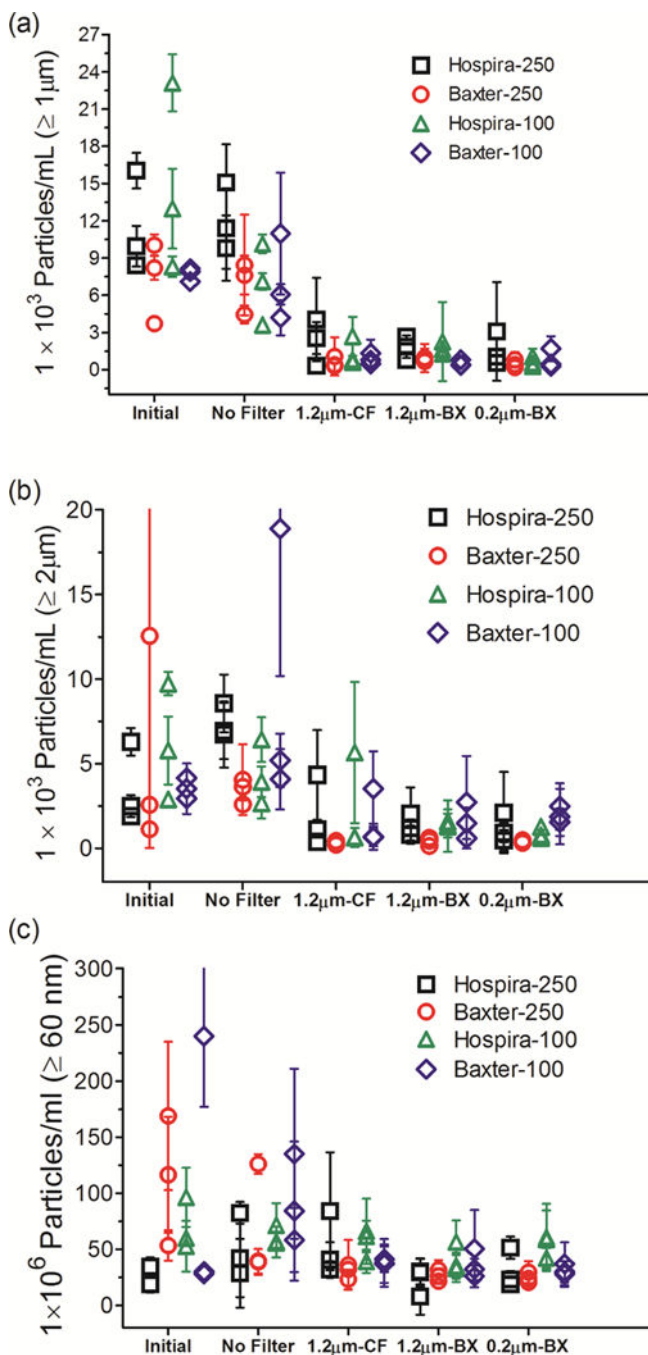 (a)
1 × 10³ Particles/mL (≥ 1μm)
27
24
21
18
15
12
9
6
3
0
Hospira-250
Baxter-250
Hospira-100
Baxter-100
Initial No Filter 1.2μm-CF 1.2μm-BX 0.2μm-BX
(b)
1 × 10³ Particles/mL (≥ 2μm)
20
15
10
5
0
Hospira-250
Baxter-250
Hospira-100
Baxter-100
Initial No Filter 1.2μm-CF 1.2μm-BX 0.2μm-BX
(c)
1×10⁶ Particles/ml (≥ 60 nm)
300
250
200
150
100
50
0
Hospira-250
Baxter-250
Hospira-100
Baxter-100
Initial No Filter 1.2μm-CF 1.2μm-BX 0.2μm-BX